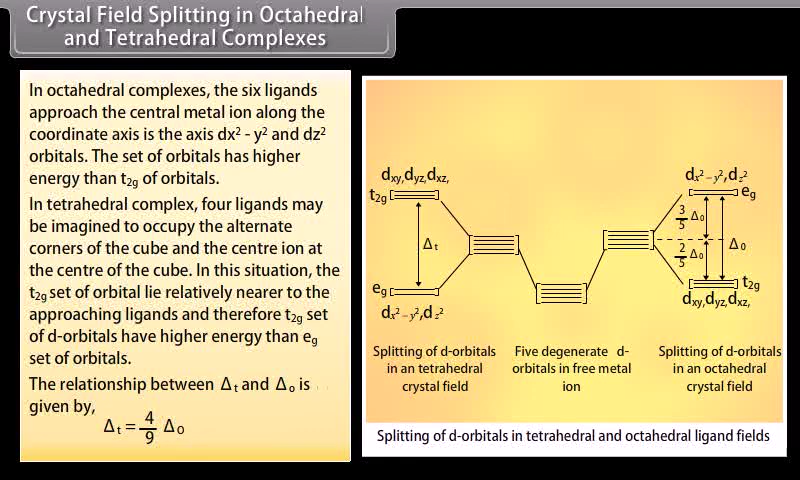 Crystal Field Splitting in Octahedral
and Tetrahedral Complexes
In octahedral complexes, the six ligands
approach the central metal ion along the
coordinate axis is the axis dx² - y² and dz²
orbitals. The set of orbitals has higher
energy than t₂g of orbitals.
In tetrahedral complex, four ligands may
be imagined to occupy the alternate
corners of the cube and the centre ion at
the centre of the cube. In this situation, the
t₂g set of orbital lie relatively nearer to the
approaching ligands and therefore t₂g set
of d-orbitals have higher energy than eg
set of orbitals.
The relationship between Δt and Δo is
given by,
Δt = 4/9 Δo
dxy,dyz,dxz,
t₂g
Δt
eg
dx²-y²,dz²
Splitting of d-orbitals
in an tetrahedral
crystal field
Five degenerate d-
orbitals in free metal
ion
dx²-y²,dz²
eg
3/5 Δo
2/5 Δo
Δo
t₂g
dxy,dyz,dxz,
Splitting of d-orbitals
in an octahedral
crystal field
Splitting of d-orbitals in tetrahedral and octahedral ligand fields